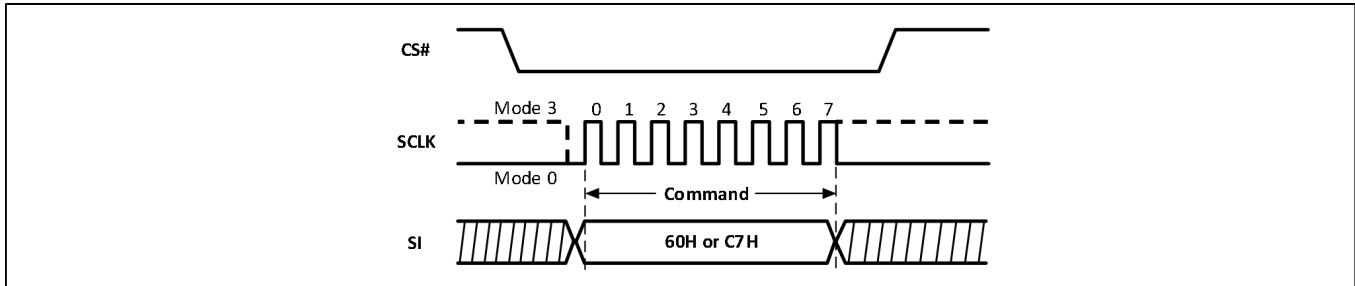 CS#
Mode 3
0 1 2 3 4 5 6 7
SCLK
Mode 0
Command
SI
60H or C7H